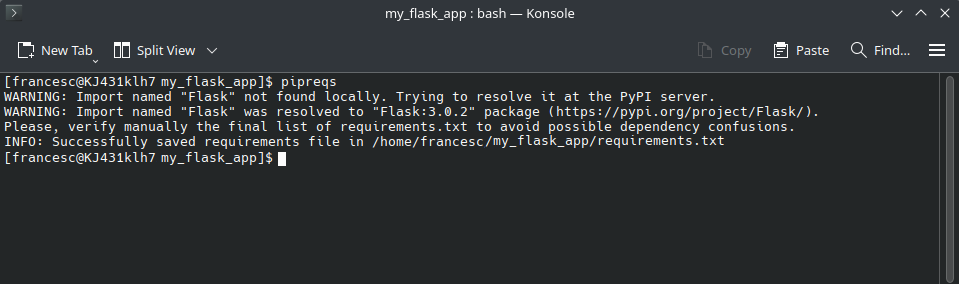 my_flask_app : bash — Konsole
New Tab Split View Copy Paste Find...
[francesc@KJ431klh7 my_flask_app]$ pipreqs
WARNING: Import named "Flask" not found locally. Trying to resolve it at the PyPI server.
WARNING: Import named "Flask" was resolved to "Flask:3.0.2" package (https://pypi.org/project/Flask/).
Please, verify manually the final list of requirements.txt to avoid possible dependency confusions.
INFO: Successfully saved requirements file in /home/francesc/my_flask_app/requirements.txt
[francesc@KJ431klh7 my_flask_app]$